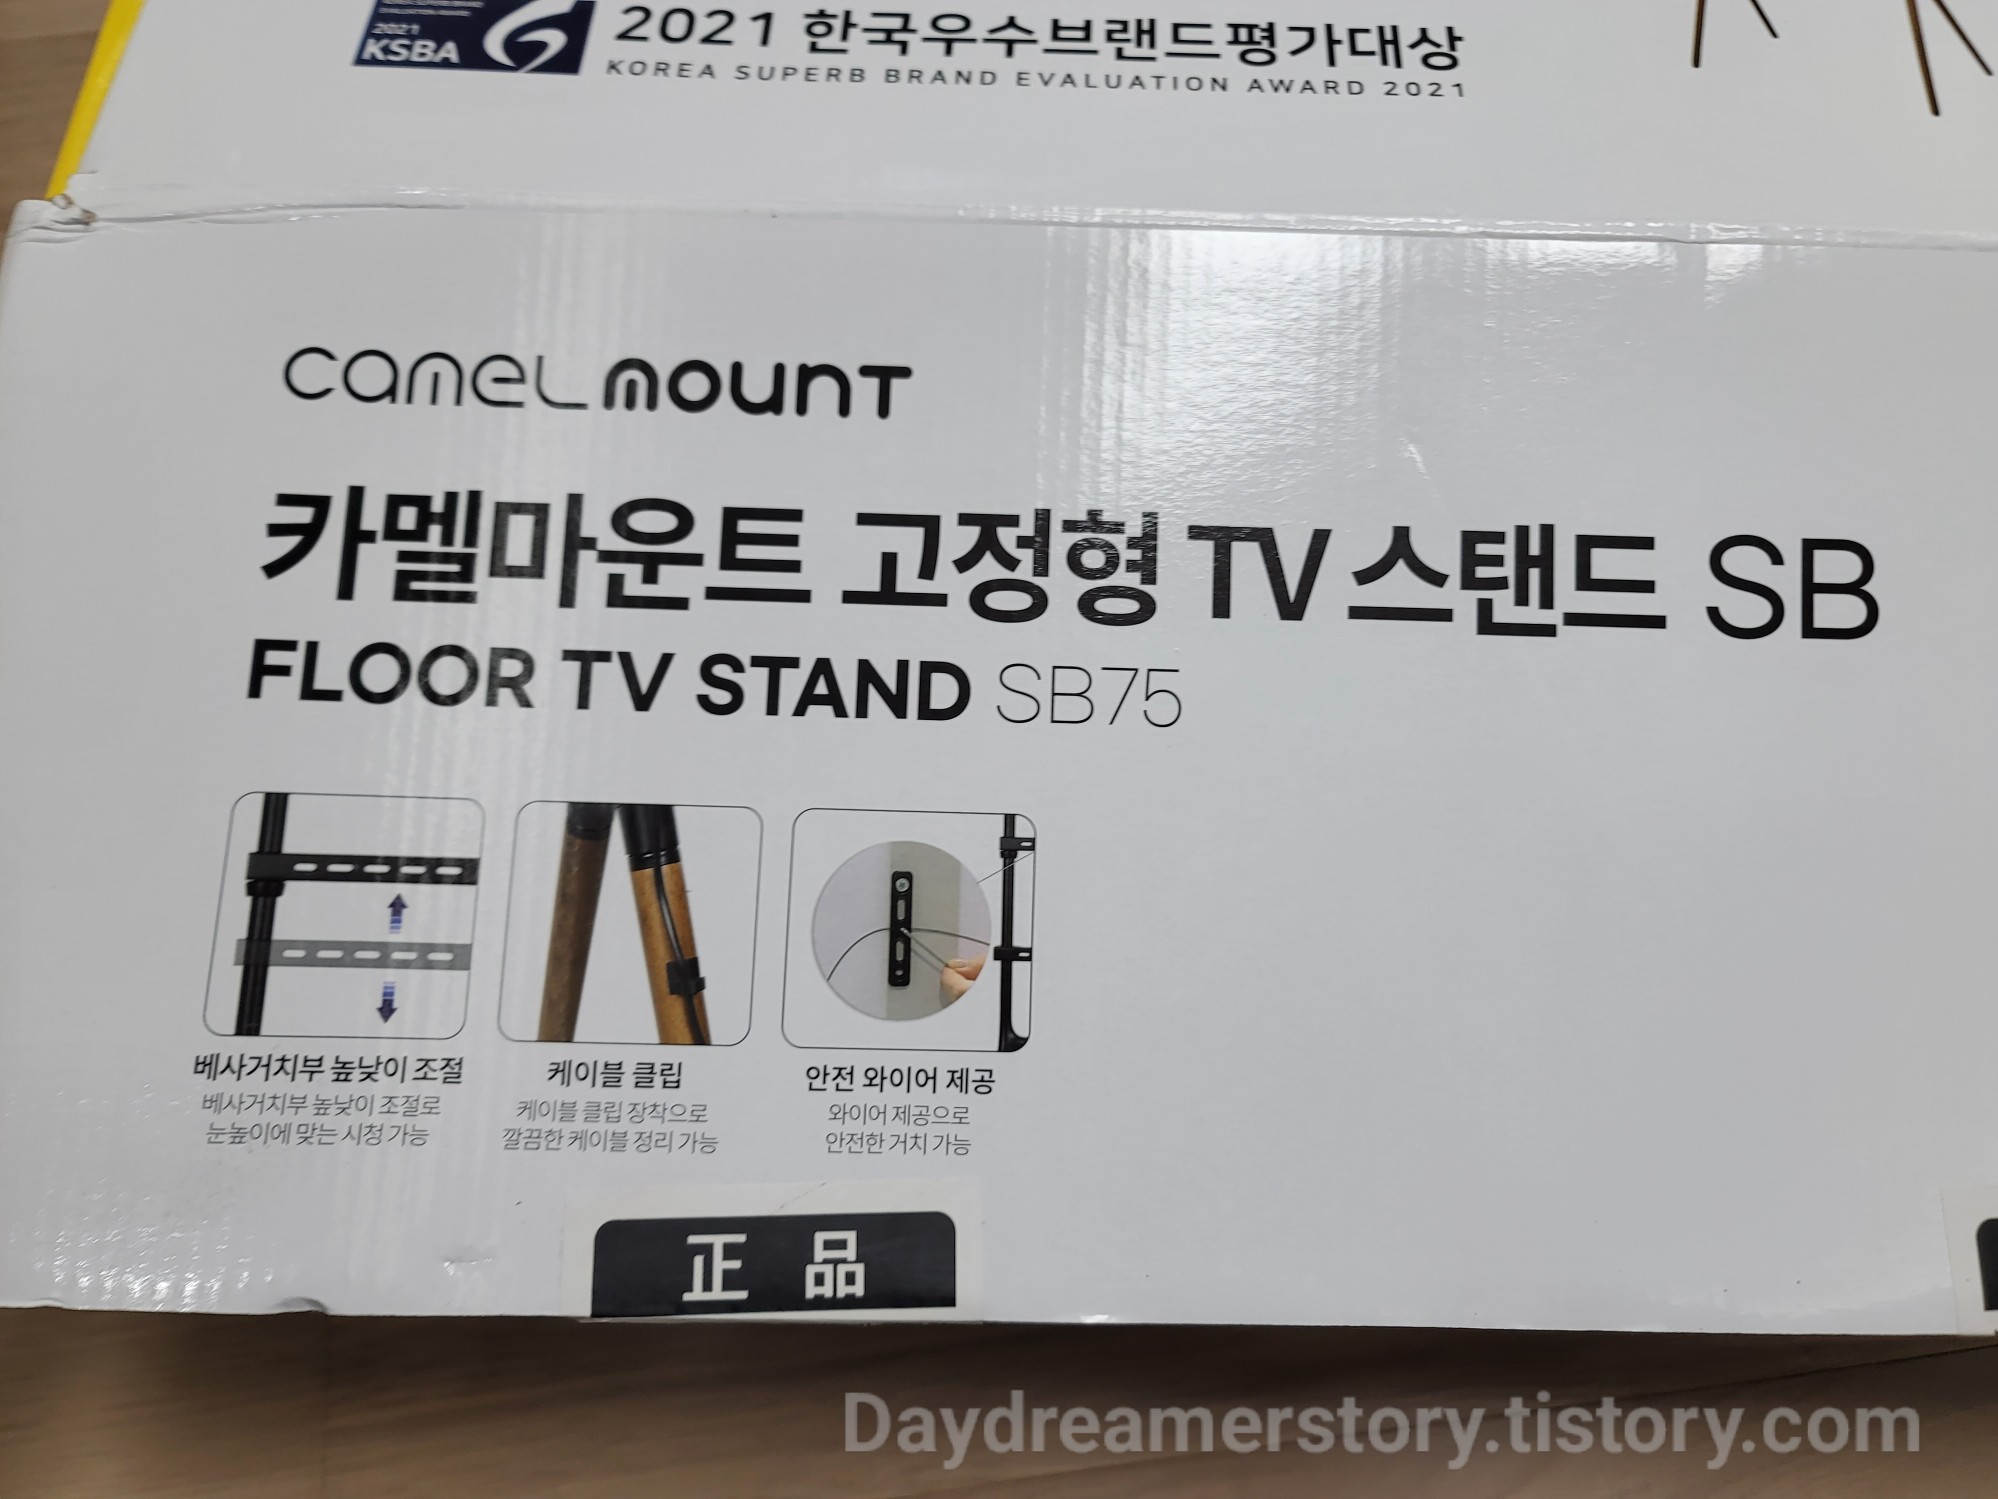 2021
KSBA
2021 한국우수브랜드평가대상
KOREA SUPERB BRAND EVALUATION AWARD 2021
camel mount
카멜마운트 고정형 TV 스탠드 SB
FLOOR TV STAND SB75
베사거치부 높낮이 조절
베사거치부 높낮이 조절로
눈높이에 맞는 시청 가능
케이블 클립
케이블 클립 장착으로
깔끔한 케이블 정리 가능
안전 와이어 제공
와이어 제공으로
안전한 거치 가능
正品
Daydreamerstory.tistory.com